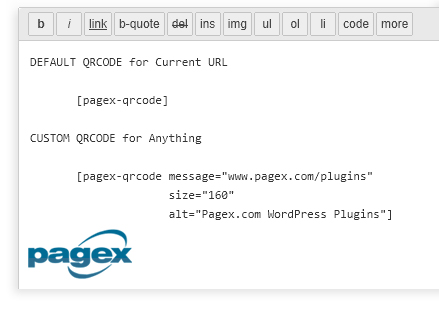 b i link b-quote del ins img ul ol li code more
DEFAULT QRCODE for Current URL
[pagex-qrcode]
CUSTOM QRCODE for Anything
[pagex-qrcode message="www.pagex.com/plugins"
size="160"
alt="Pagex.com WordPress Plugins"]
pagex